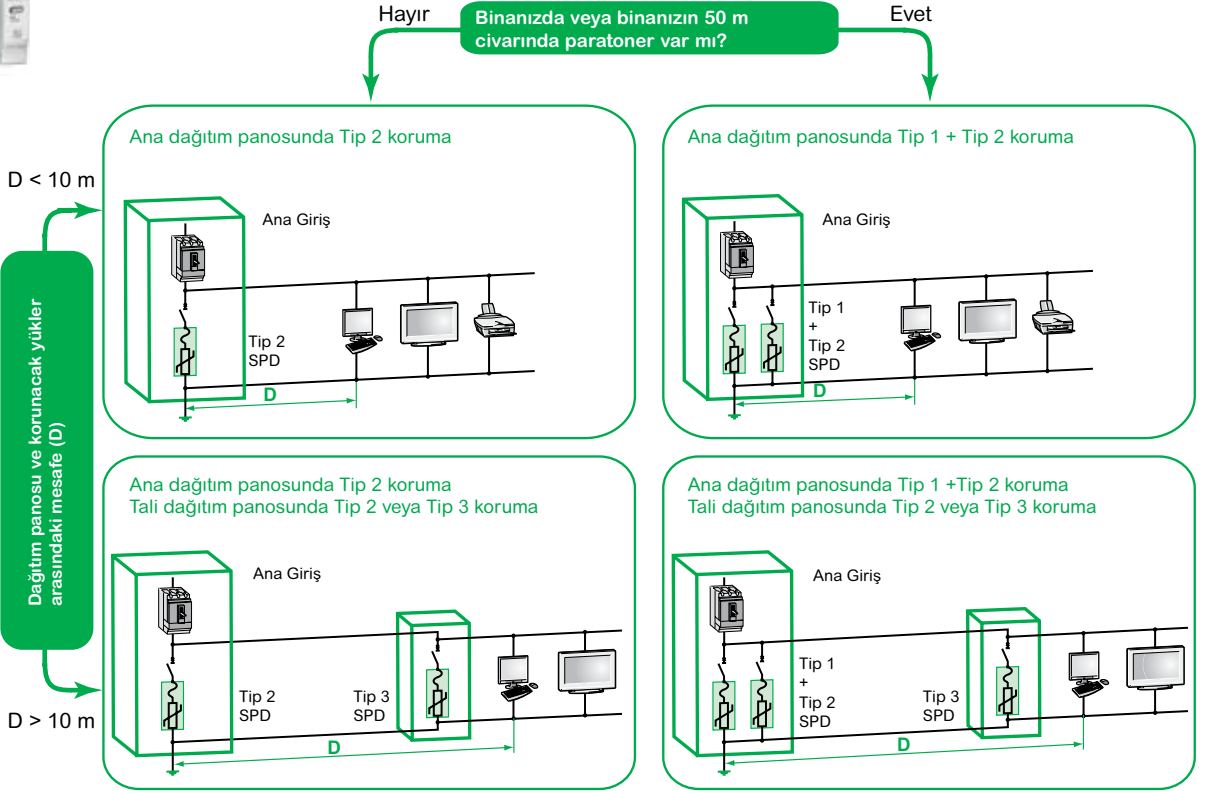 Hayır
Binanızda veya binanızın 50 m
civarında paratoner var mı?
Evet
Ana dağıtım panosunda Tip 2 koruma
Ana Giriş
Tip 2
SPD
D
Ana dağıtım panosunda Tip 1 + Tip 2 koruma
Ana Giriş
Tip 1
+
Tip 2
SPD
D
D < 10 m
Dağıtım panosu ve korunacak yükler
arasındaki mesafe (D)
D > 10 m
Ana dağıtım panosunda Tip 2 koruma
Tali dağıtım panosunda Tip 2 veya Tip 3 koruma
Ana Giriş
Tip 2
SPD
Tip 3
SPD
D
Ana dağıtım panosunda Tip 1 +Tip 2 koruma
Tali dağıtım panosunda Tip 2 veya Tip 3 koruma
Ana Giriş
Tip 1
+
Tip 2
SPD
Tip 3
SPD
D